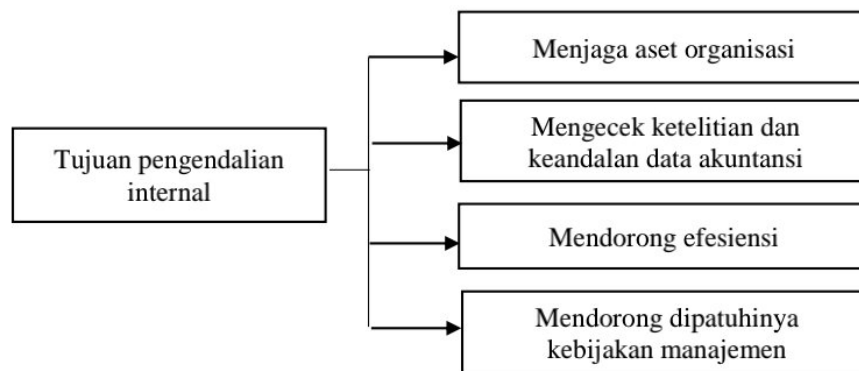 Tujuan pengendalian
internal
Menjaga aset organisasi
Mengecek ketelitian dan
keandalan data akuntansi
Mendorong efesiensi
Mendorong dipatuhinya
kebijakan manajemen